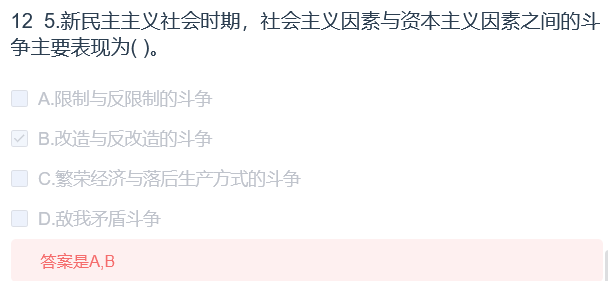 12 5.新民主主义社会时期，社会主义因素与资本主义因素之间的斗
争主要表现为( )。
A.限制与反限制的斗争
B.改造与反改造的斗争
C.繁荣经济与落后生产方式的斗争
D.敌我矛盾斗争
答案是A,B